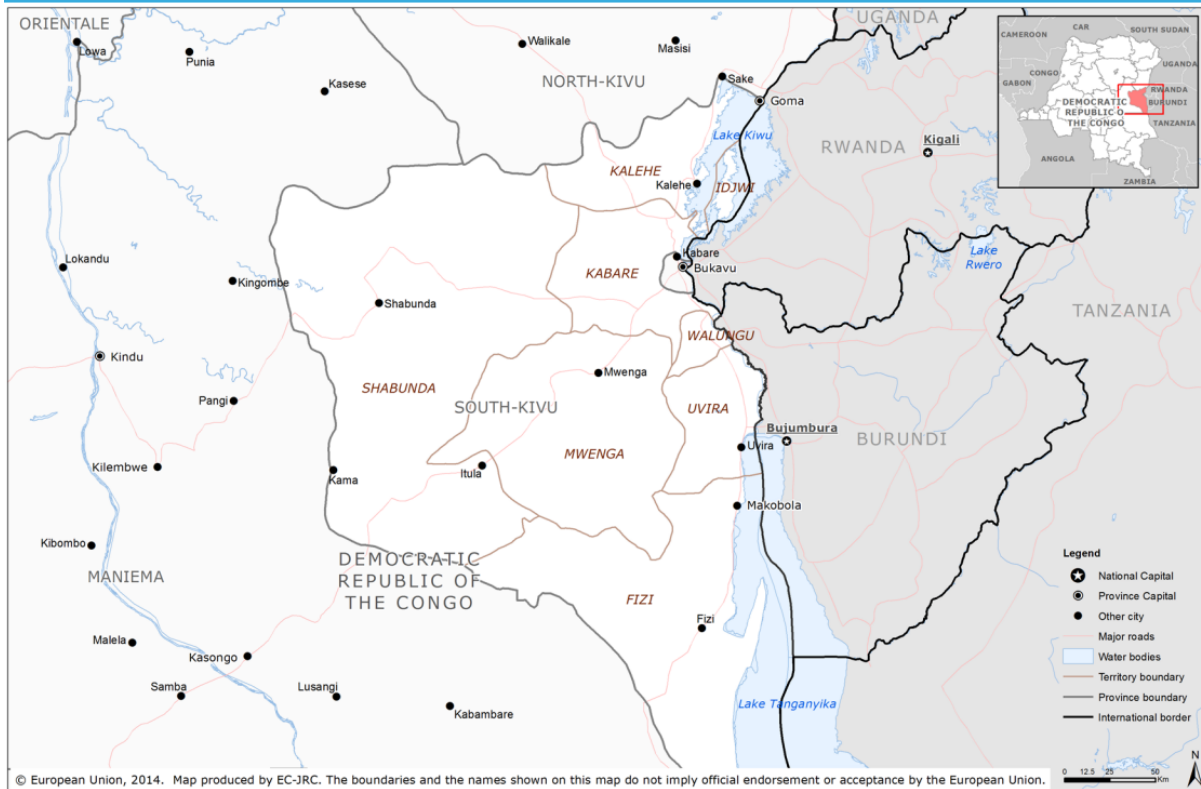 ORIENTALE
Lowa
Punia
Walikale
Masisi
UGANDA
Kasese
NORTH-KIVU
Sake
Goma
Lake Kiwu
RWANDA
Kigali
KALEHE
Kalehe
IDJWI
CAMEROON
CAR
SOUTH SUDAN
UGANDA
GABON
CONGO
RWANDA
DEMOCRATIC
REPUBLIC O
THE CONGO
BURUNDI
TANZANIA
ANGOLA
ZAMBIA
Lokandu
Kingombe
Kabare
Bukavu
KABARE
Lake
Rwero
Shabunda
TANZANIA
WALUNGU
Kindu
Mwenga
SHABUNDA
Pangi
SOUTH-KIVU
UVIRA
Bujumbura
BURUNDI
Uvira
MWENGA
Kilembwe
Kama
Itula
Makobola
Kibombo
DEMOCRATIC
REPUBLIC OF
THE CONGO
MANIEMA
FIZI
Fizi
Malela
Kasongo
Samba
Lusangi
Kabambare
Lake Tanganyika
Legend
National Capital
Province Capital
Other city
Major roads
Water bodies
Territory boundary
Province boundary
International border
N
0 12.5 25 50
Km
© European Union, 2014. Map produced by EC-JRC. The boundaries and the names shown on this map do not imply official endorsement or acceptance by the European Union.